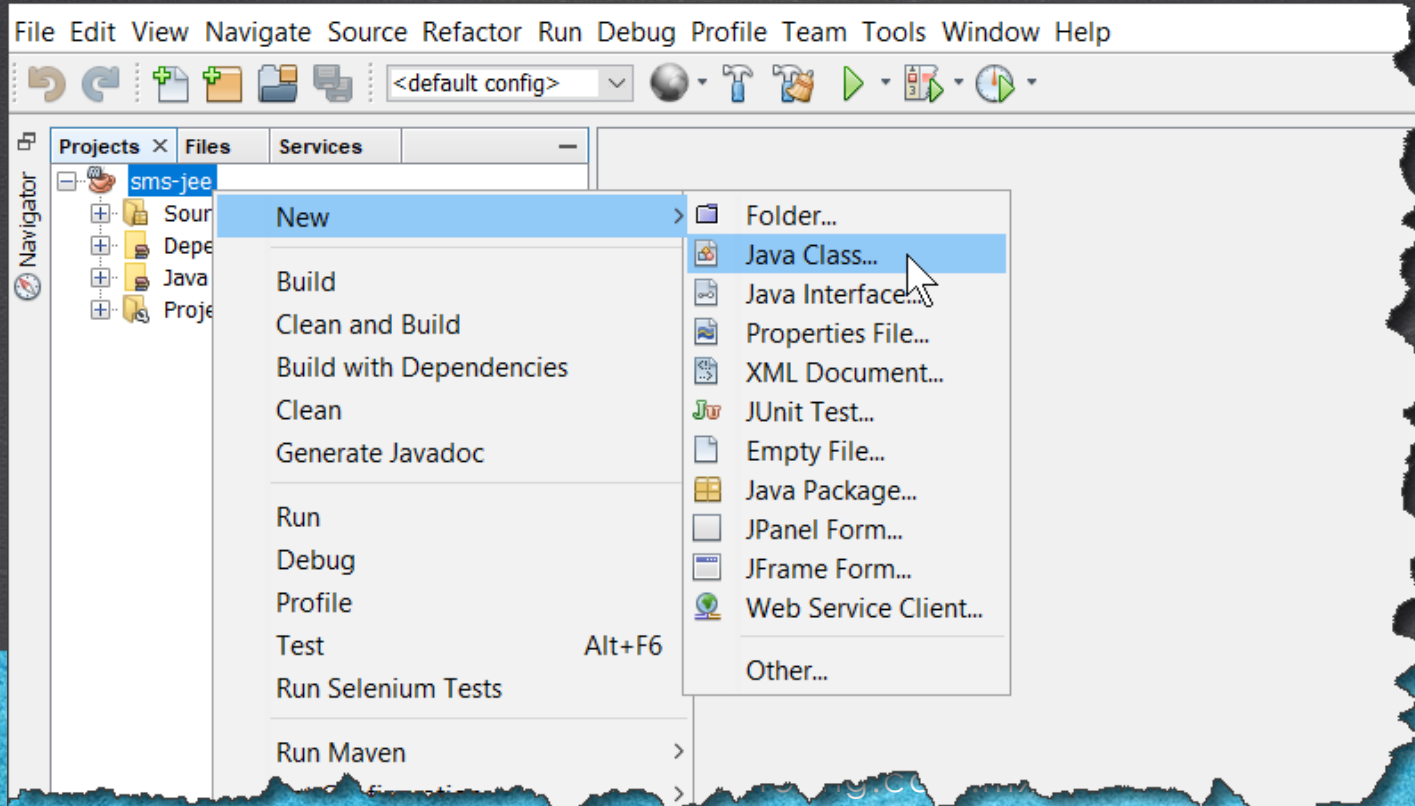 File Edit View Navigate Source Refactor Run Debug Profile Team Tools Window Help
<default config>
Projects Files Services
Navigator
sms-jee
Sour
Depe
Java
Proje
New
Build
Clean and Build
Build with Dependencies
Clean
Generate Javadoc
Run
Debug
Profile
Test Alt+F6
Run Selenium Tests
Run Maven
Folder...
Java Class...
Java Interface...
Properties File...
XML Document...
JUnit Test...
Empty File...
Java Package...
JPanel Form...
JFrame Form...
Web Service Client...
Other...